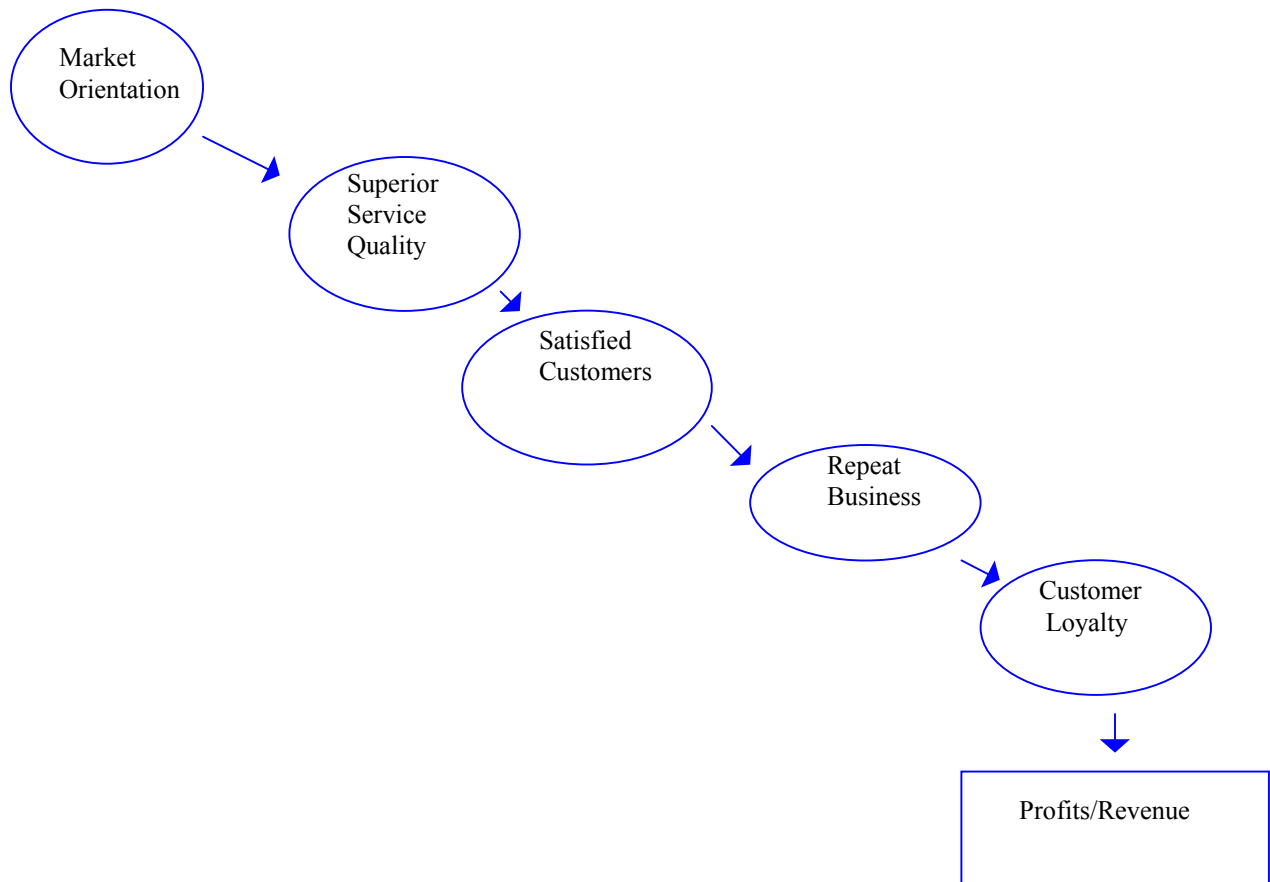 Market
Orientation
Superior
Service
Quality
Satisfied
Customers
Repeat
Business
Customer
Loyalty
Profits/Revenue